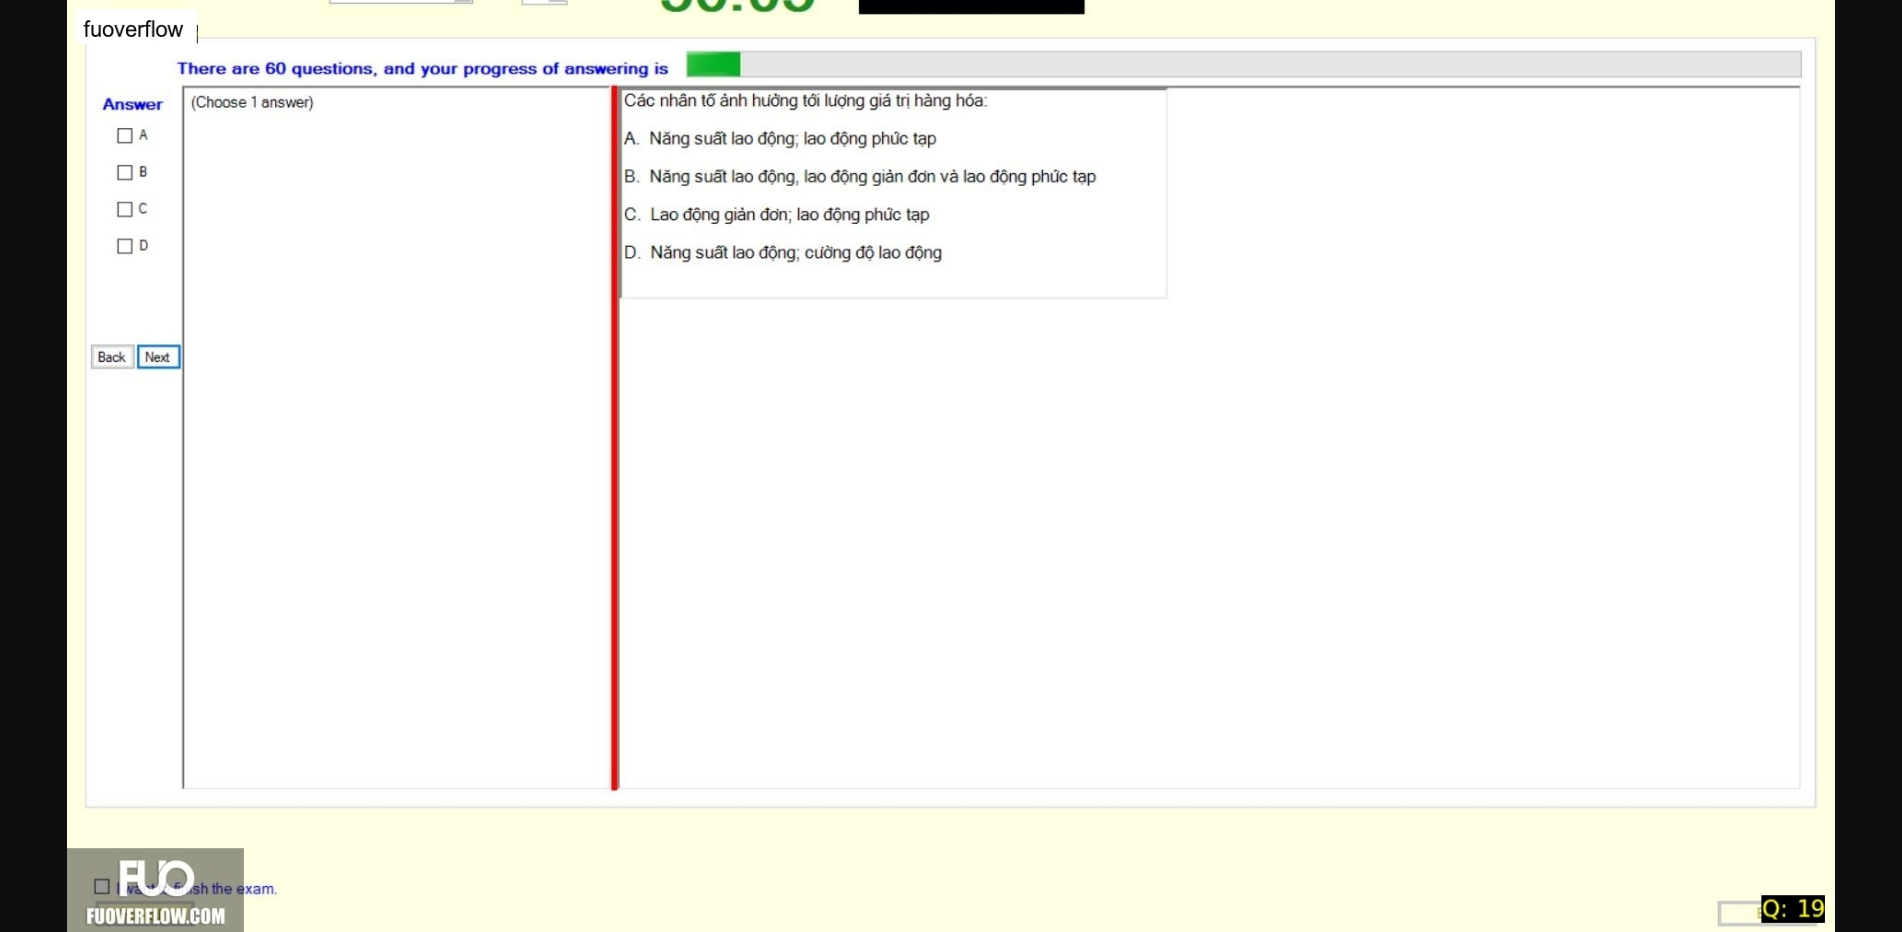 fuoverflow
There are 60 questions, and your progress of answering is
Answer
(Choose 1 answer)
A
B
C
D
Back
Next
Các nhân tố ảnh hưởng tới lượng giá trị hàng hóa:
A. Năng suất lao động; lao động phức tạp
B. Năng suất lao động, lao động giản đơn và lao động phức tạp
C. Lao động giản đơn; lao động phức tạp
D. Năng suất lao động; cường độ lao động
FUO
the exam.
FUOVERFLOW.COM
Q: 19